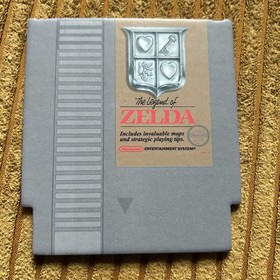 The Legend of
ZELDA
Includes invaluable maps
and strategic playing tips.
Nintendo ENTERTAINMENT SYSTEM®